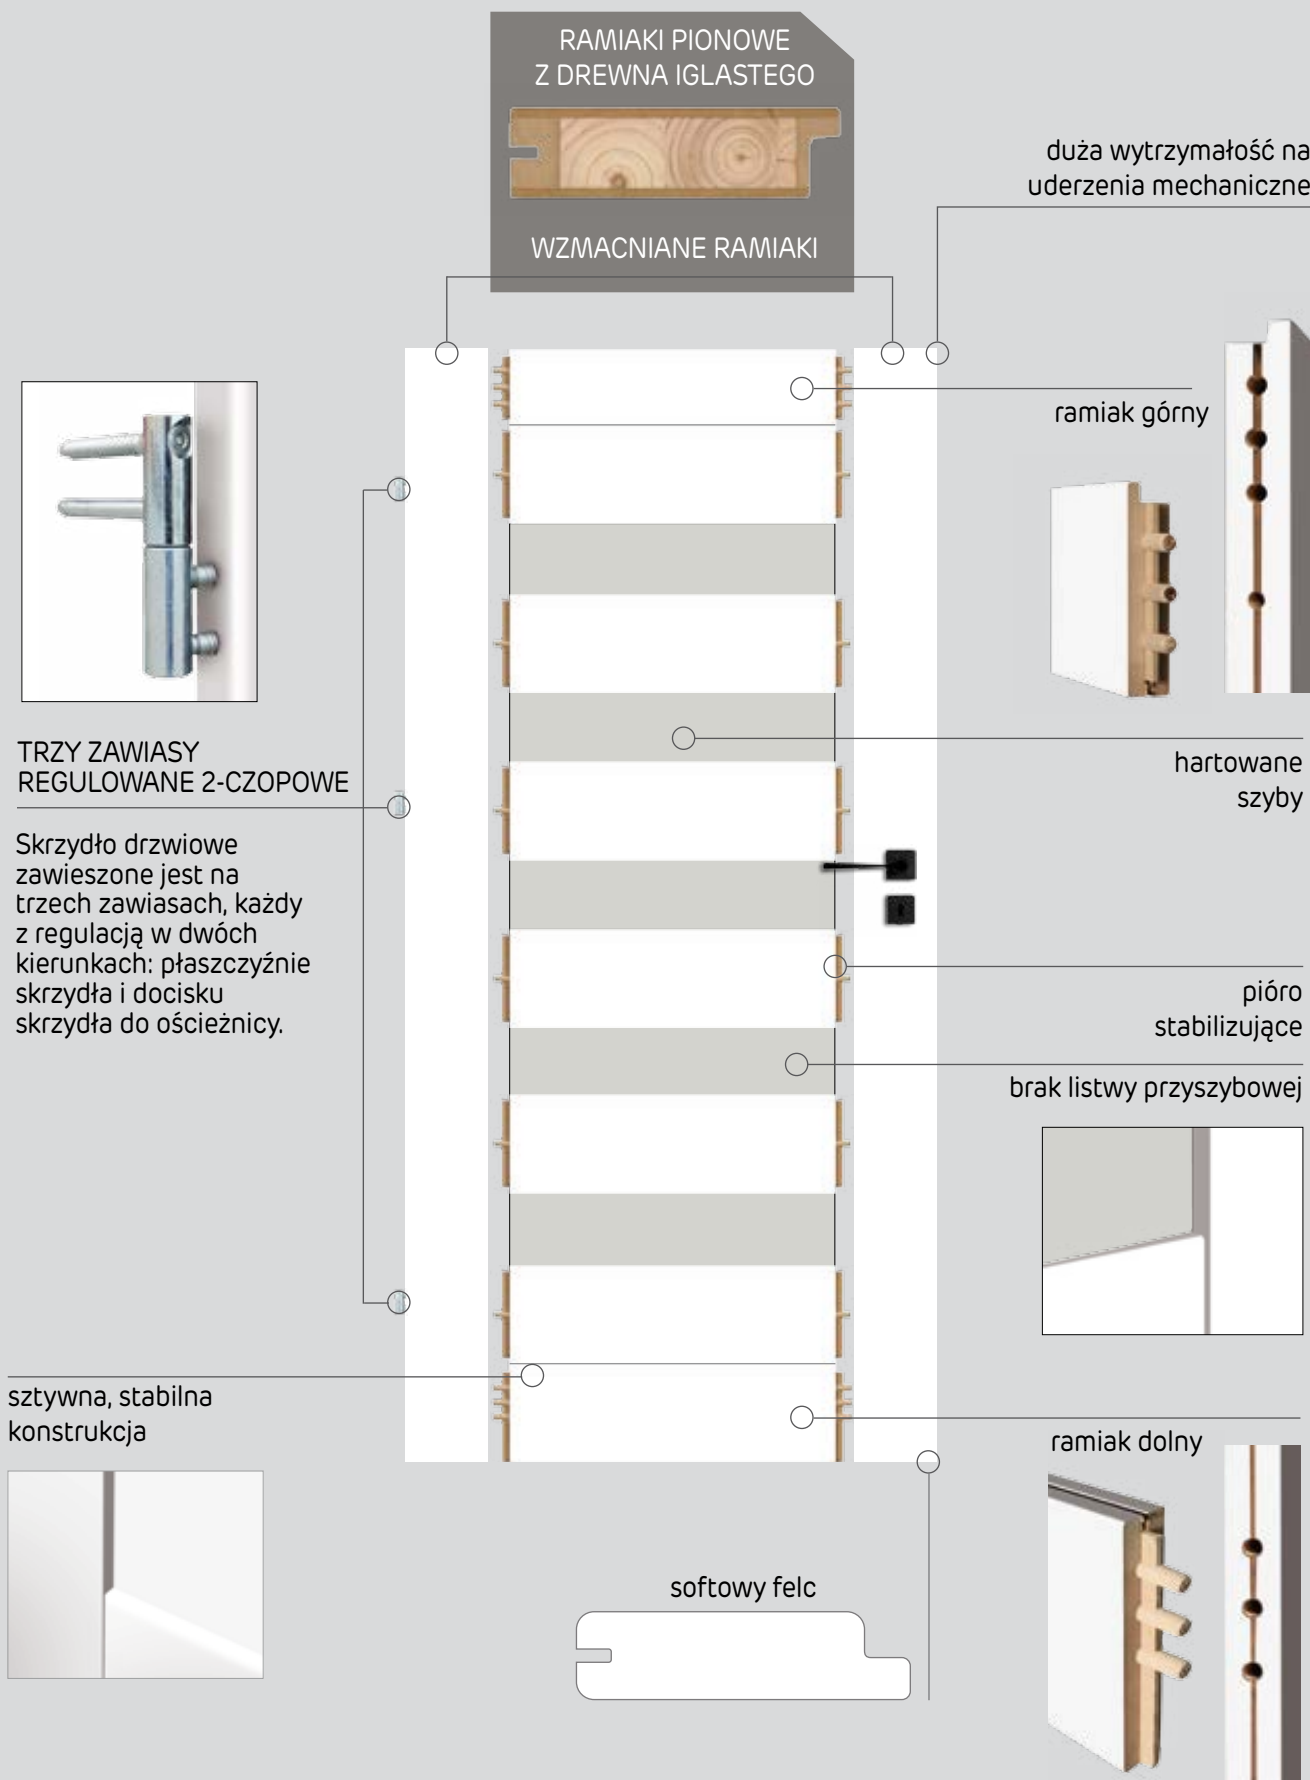 RAMIAKI PIONOWE
Z DREWNA IGLASTEGO
WZMACNIANE RAMIAKI
duża wytrzymałość na
uderzenia mechaniczne
ramiak górny
TRZY ZAWIASY
REGULOWANE 2-CZOPOWE
Skrzydło drzwiowe
zawieszone jest na
trzech zawiasach, każdy
z regulacją w dwóch
kierunkach: płaszczyźnie
skrzydła i docisku
skrzydła do ościeżnicy.
hartowane
szyby
pióro
stabilizujące
brak listwy przyszybowej
sztywna, stabilna
konstrukcja
ramiak dolny
softowy felc